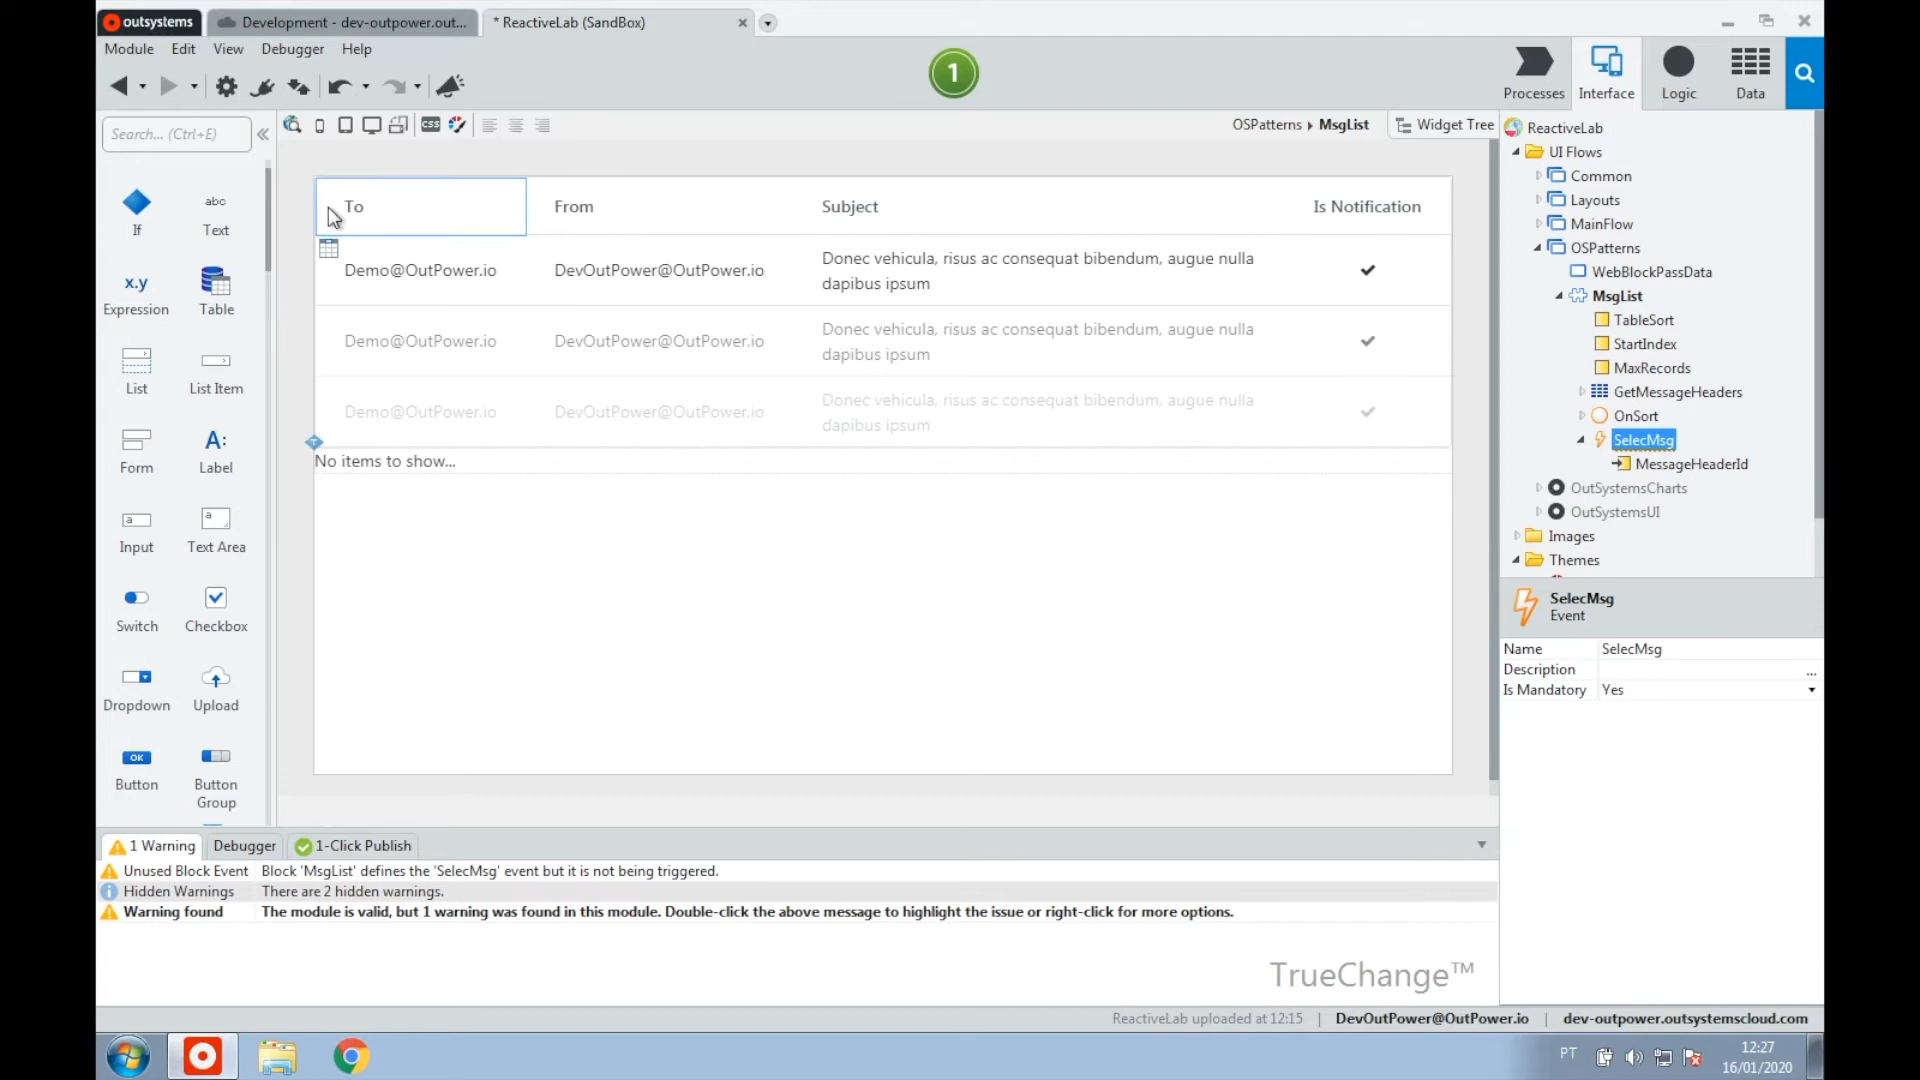 outsystems
Development - dev-outpower.out...
* ReactiveLab (SandBox)
Module Edit View Debugger Help
1
Processes Interface Logic Data
Search... (Ctrl+E)
CSS
OSPatterns MsgList
Widget Tree
If
abc
Text
x.y
Expression
Table
List
List Item
Form
A:
Label
a
Input
a
Text Area
Switch
Checkbox
Dropdown
Upload
OK
Button
Button
Group
To From Subject Is Notification
Demo@OutPower.io DevOutPower@OutPower.io Donec vehicula, risus ac consequat bibendum, augue nulla
dapibus ipsum
Demo@OutPower.io DevOutPower@OutPower.io Donec vehicula, risus ac consequat bibendum, augue nulla
dapibus ipsum
Demo@OutPower.io DevOutPower@OutPower.io Donec vehicula, risus ac consequat bibendum, augue nulla
dapibus ipsum
No items to show...
ReactiveLab
UI Flows
Common
Layouts
MainFlow
OSPatterns
WebBlockPassData
MsgList
TableSort
StartIndex
MaxRecords
GetMessageHeaders
OnSort
SelecMsg
MessageHeaderId
OutSystemsCharts
OutSystemsUI
Images
Themes
SelecMsg
Event
Name SelecMsg
Description ...
Is Mandatory Yes
1 Warning Debugger 1-Click Publish
Unused Block Event Block 'MsgList' defines the 'SelecMsg' event but it is not being triggered.
Hidden Warnings There are 2 hidden warnings.
Warning found The module is valid, but 1 warning was found in this module. Double-click the above message to highlight the issue or right-click for more options.
TrueChange™
ReactiveLab uploaded at 12:15 | DevOutPower@OutPower.io | dev-outpower.outsystemscloud.com
PT
12:27
16/01/2020